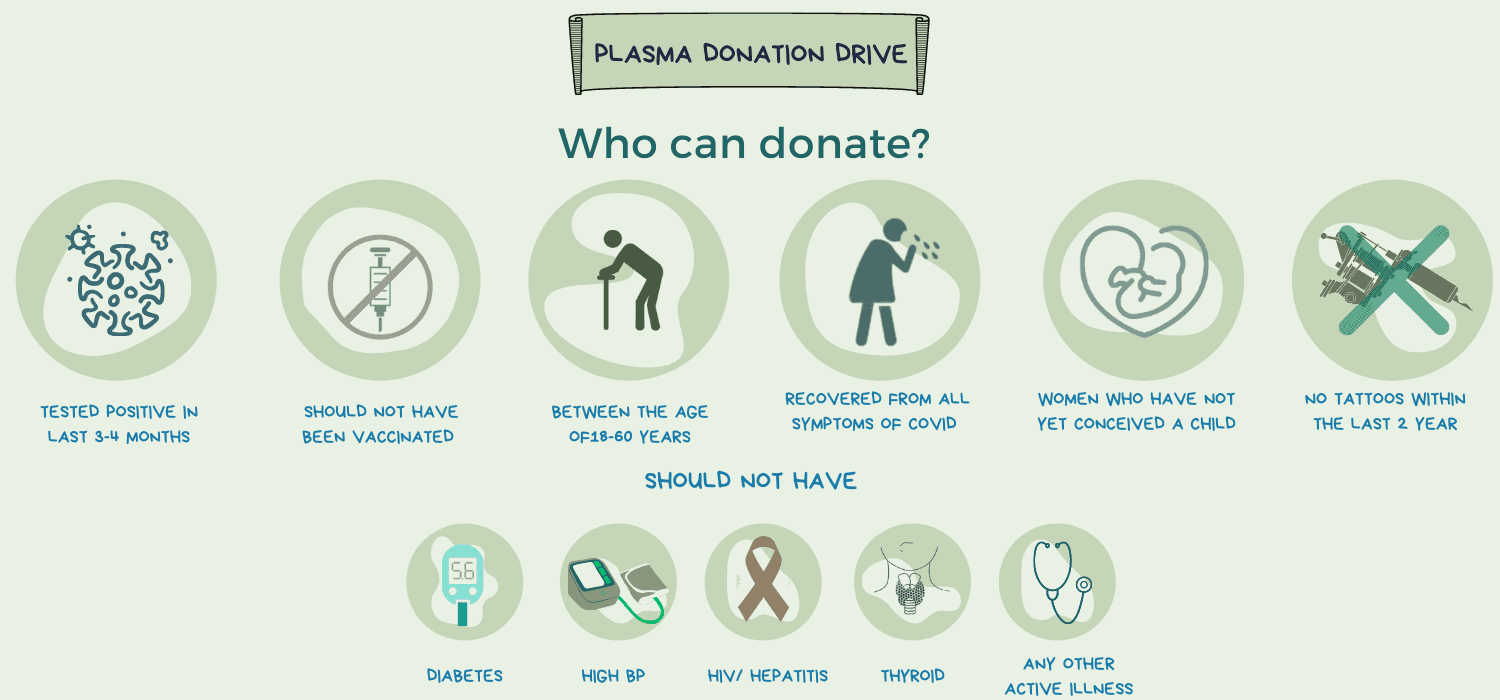 PLASMA DONATION DRIVE
Who can donate?
TESTED POSITIVE IN
LAST 3-4 MONTHS
SHOULD NOT HAVE
BEEN VACCINATED
BETWEEN THE AGE
OF18-60 YEARS
RECOVERED FROM ALL
SYMPTOMS OF COVID
WOMEN WHO HAVE NOT
YET CONCEIVED A CHILD
NO TATTOOS WITHIN
THE LAST 2 YEAR
SHOULD NOT HAVE
5.6
DIABETES
HIGH BP
HIV/ HEPATITIS
THYROID
ANY OTHER
ACTIVE ILLNESS